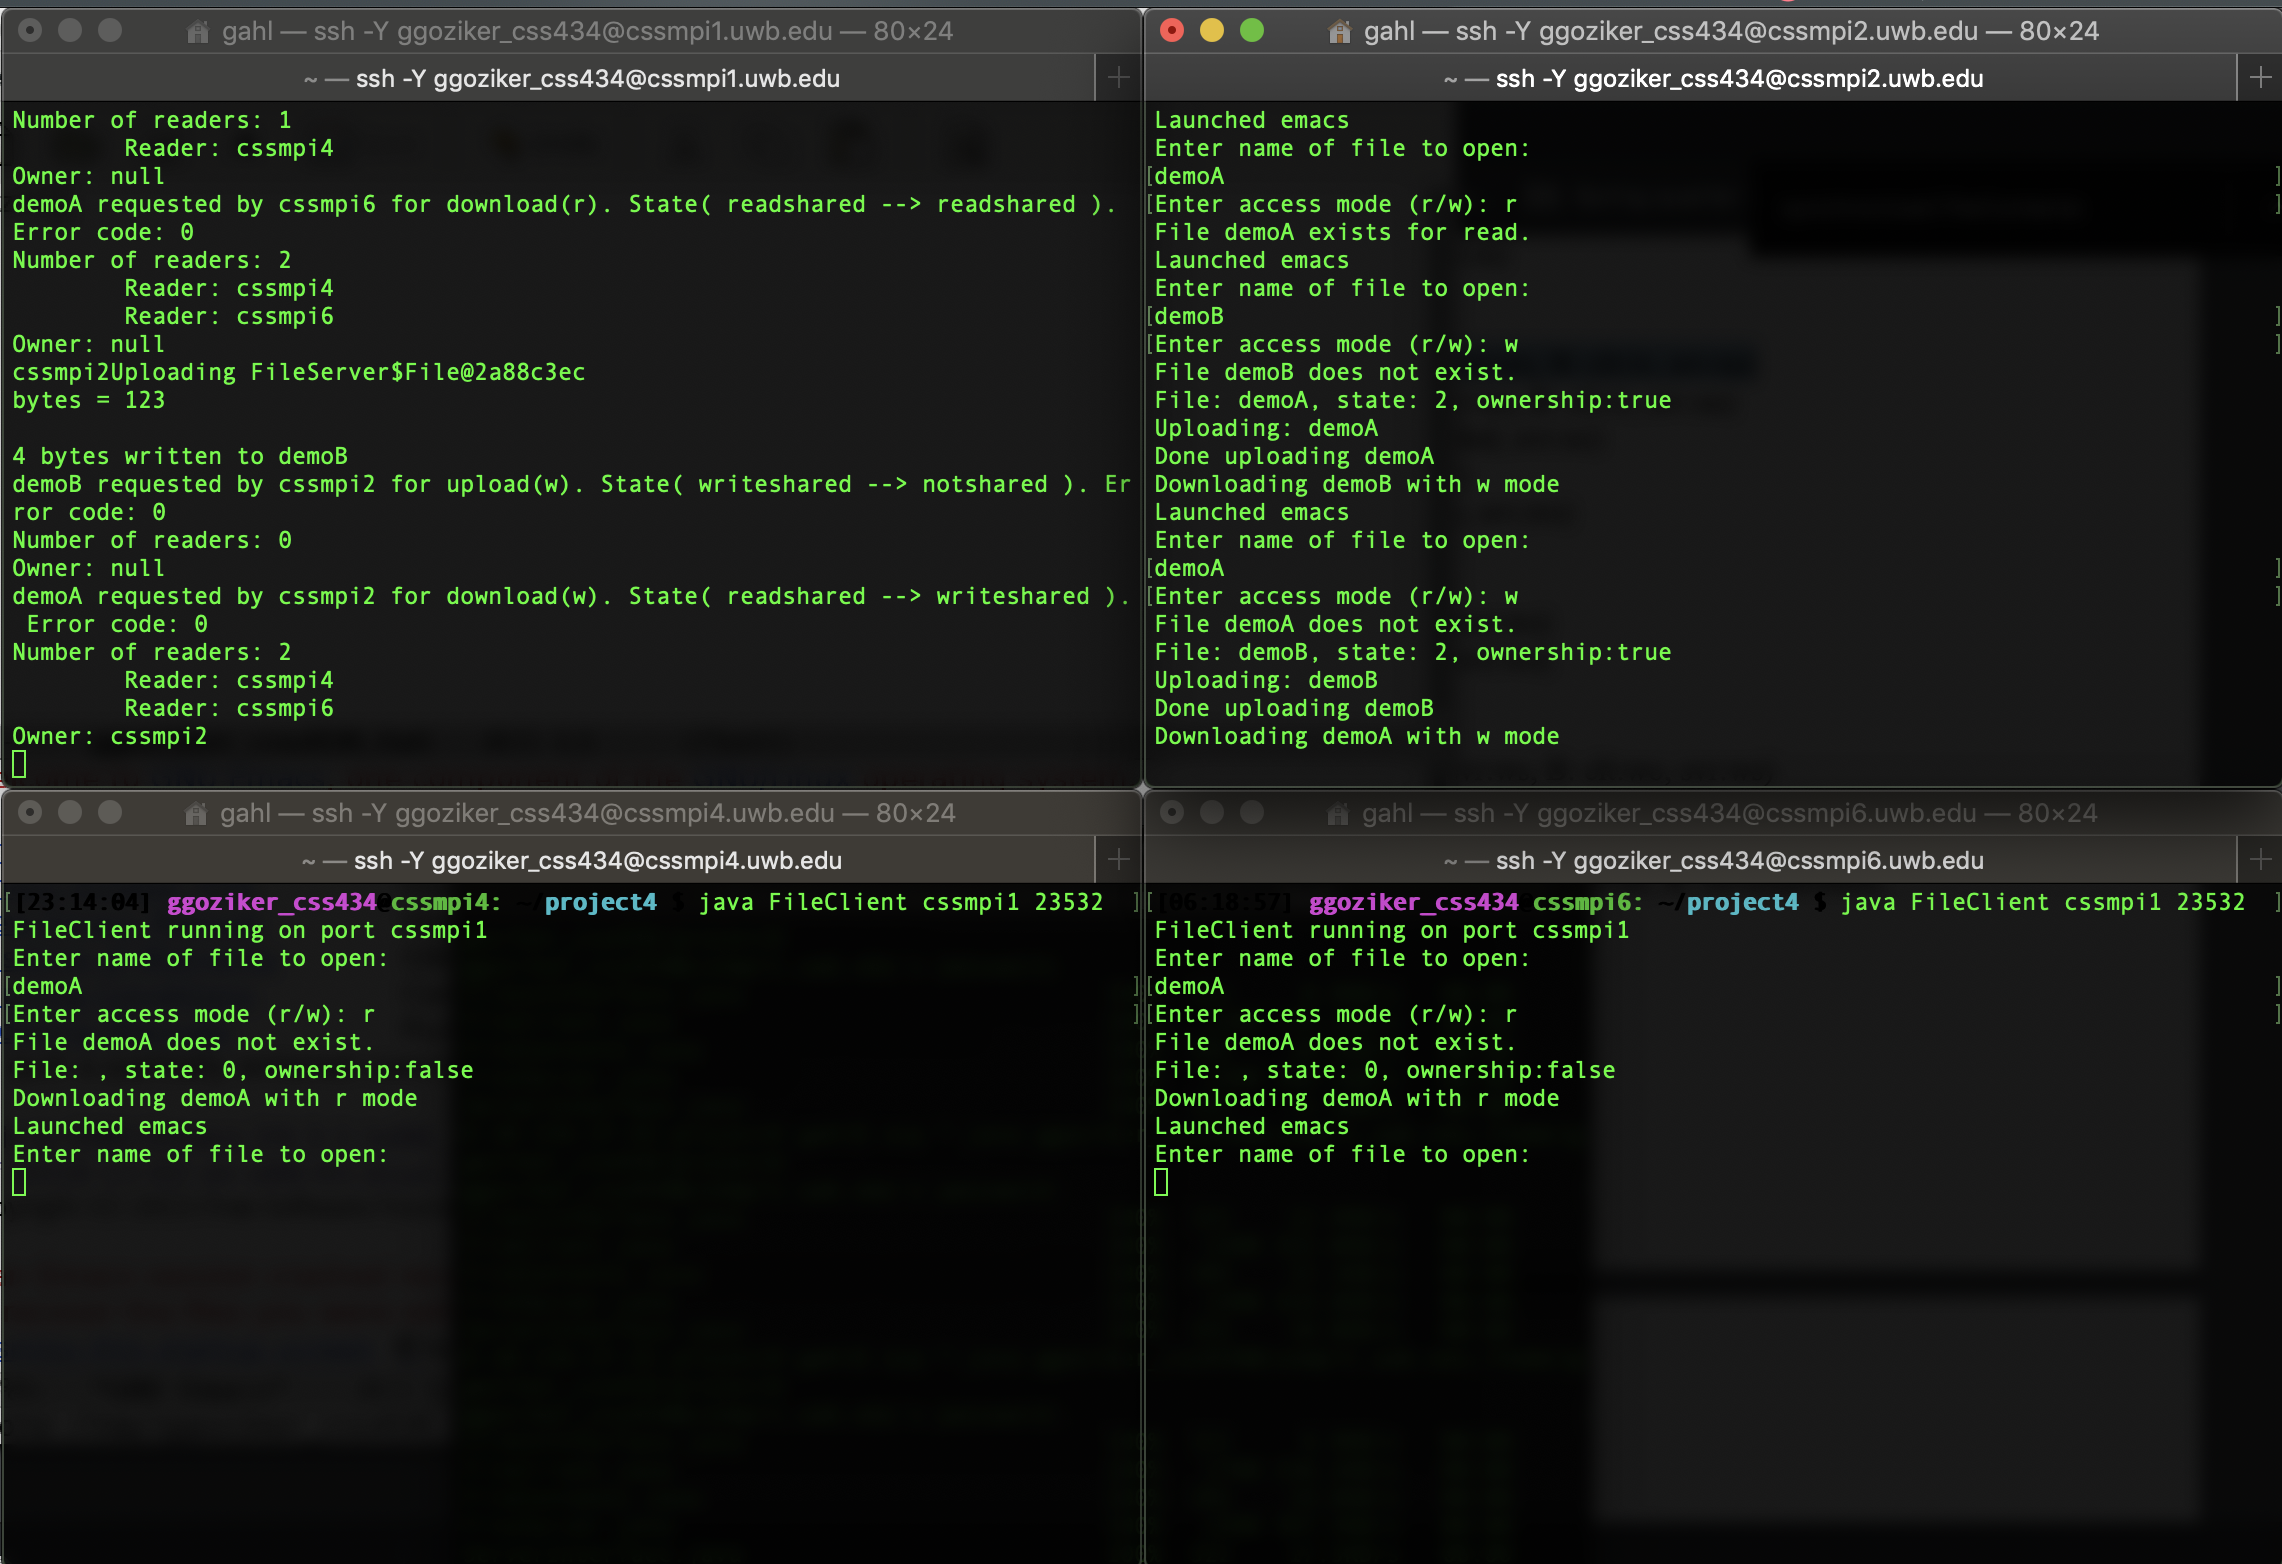 gahl — ssh -Y ggoziker_css434@cssmpi1.uwb.edu — 80×24
~ — ssh -Y ggoziker_css434@cssmpi1.uwb.edu
Number of readers: 1
Reader: cssmpi4
Owner: null
demoA requested by cssmpi6 for download(r). State( readshared --> readshared ).
Error code: 0
Number of readers: 2
Reader: cssmpi4
Reader: cssmpi6
Owner: null
cssmpi2Uploading FileServer$File@2a88c3ec
bytes = 123
4 bytes written to demoB
demoB requested by cssmpi2 for upload(w). State( writeshared --> notshared ). Er
ror code: 0
Number of readers: 0
Owner: null
demoA requested by cssmpi2 for download(w). State( readshared --> writeshared ).
Error code: 0
Number of readers: 2
Reader: cssmpi4
Reader: cssmpi6
Owner: cssmpi2
gahl — ssh -Y ggoziker_css434@cssmpi2.uwb.edu — 80×24
~ — ssh -Y ggoziker_css434@cssmpi2.uwb.edu
Launched emacs
Enter name of file to open:
[demoA ]
[Enter access mode (r/w): r ]
File demoA exists for read.
Launched emacs
Enter name of file to open:
[demoB ]
[Enter access mode (r/w): w ]
File demoB does not exist.
File: demoA, state: 2, ownership:true
Uploading: demoA
Done uploading demoA
Downloading demoB with w mode
Launched emacs
Enter name of file to open:
[demoA ]
[Enter access mode (r/w): w ]
File demoA does not exist.
File: demoB, state: 2, ownership:true
Uploading: demoB
Done uploading demoB
Downloading demoA with w mode
gahl — ssh -Y ggoziker_css434@cssmpi4.uwb.edu — 80×24
~ — ssh -Y ggoziker_css434@cssmpi4.uwb.edu
[[23:14:04] ggoziker_css434@cssmpi4: ~/project4 $ java FileClient cssmpi1 23532 ]
FileClient running on port cssmpi1
Enter name of file to open:
[demoA ]
[Enter access mode (r/w): r ]
File demoA does not exist.
File: , state: 0, ownership:false
Downloading demoA with r mode
Launched emacs
Enter name of file to open:
gahl — ssh -Y ggoziker_css434@cssmpi6.uwb.edu — 80×24
~ — ssh -Y ggoziker_css434@cssmpi6.uwb.edu
[[06:18:57] ggoziker_css434 cssmpi6: ~/project4 $ java FileClient cssmpi1 23532 ]
FileClient running on port cssmpi1
Enter name of file to open:
[demoA ]
[Enter access mode (r/w): r ]
File demoA does not exist.
File: , state: 0, ownership:false
Downloading demoA with r mode
Launched emacs
Enter name of file to open: